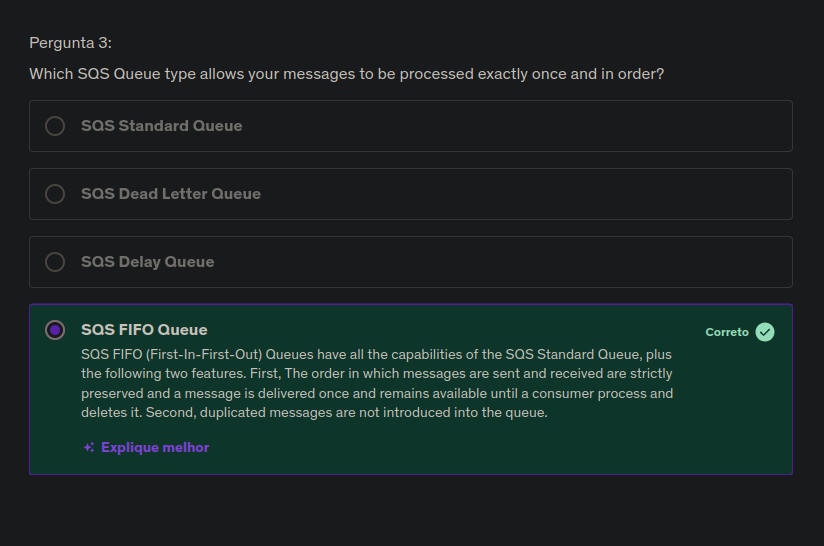 Pergunta 3:
Which SQS Queue type allows your messages to be processed exactly once and in order?
SQS Standard Queue
SQS Dead Letter Queue
SQS Delay Queue
SQS FIFO Queue
Correto
SQS FIFO (First-In-First-Out) Queues have all the capabilities of the SQS Standard Queue, plus
the following two features. First, The order in which messages are sent and received are strictly
preserved and a message is delivered once and remains available until a consumer process and
deletes it. Second, duplicated messages are not introduced into the queue.
Explique melhor